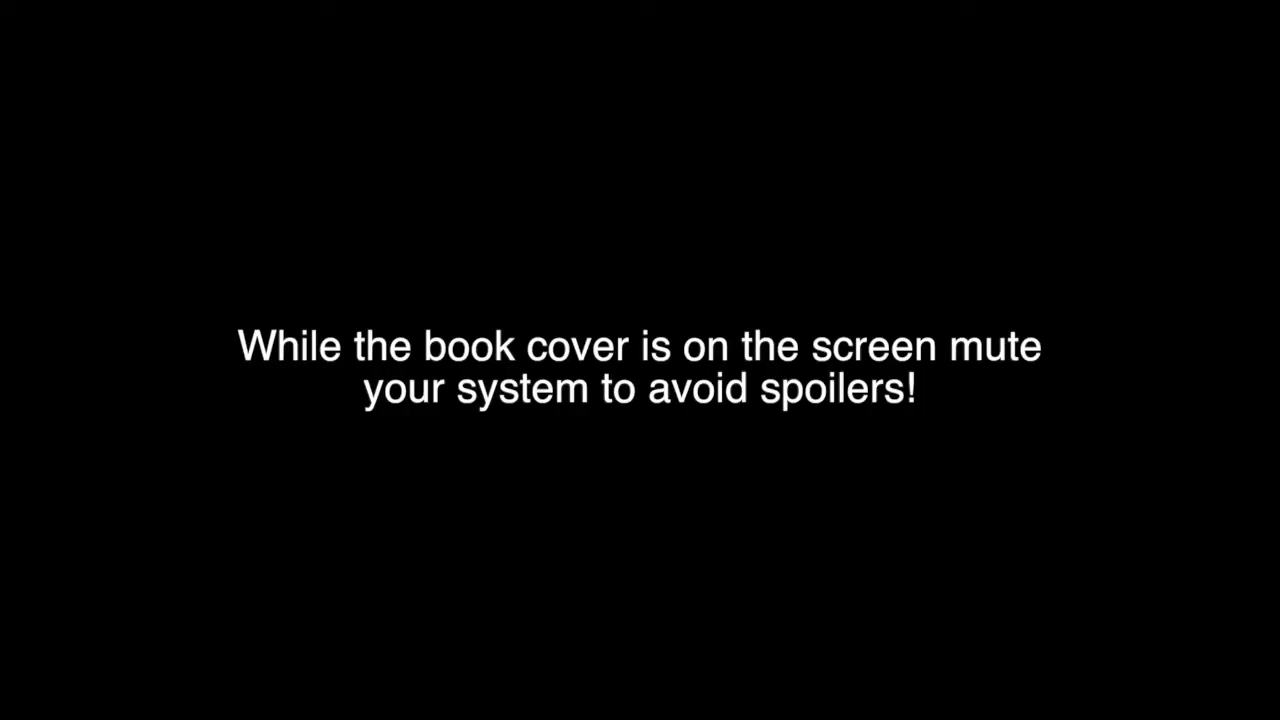 While the book cover is on the screen mute
your system to avoid spoilers!